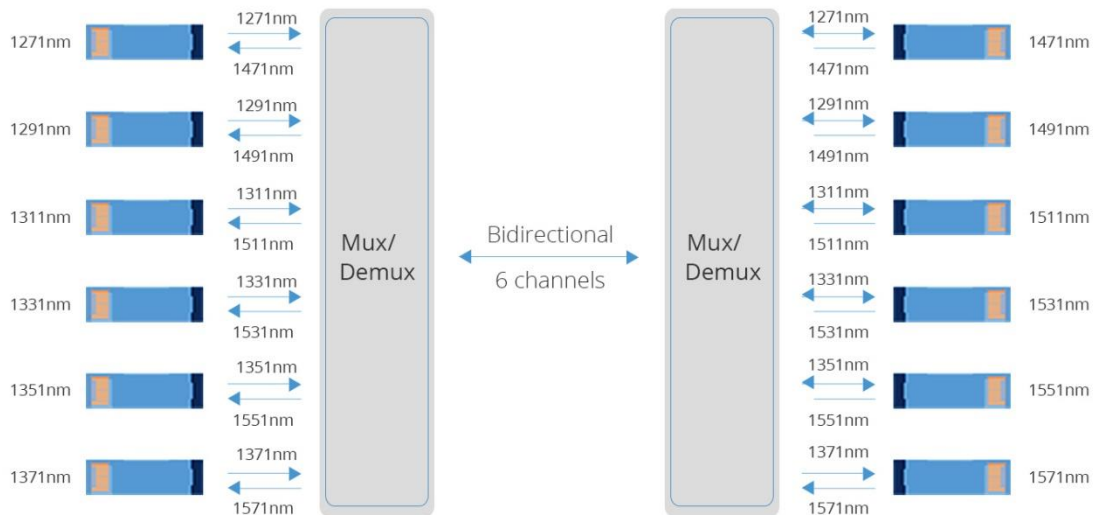 1271nm
1271nm
1471nm
1291nm
1291nm
1491nm
1311nm
1311nm
1511nm
1331nm
1331nm
1531nm
1351nm
1351nm
1551nm
1371nm
1371nm
1571nm
Mux/
Demux
Bidirectional
6 channels
Mux/
Demux
1271nm
1471nm
1471nm
1291nm
1491nm
1491nm
1311nm
1511nm
1511nm
1331nm
1531nm
1531nm
1351nm
1551nm
1551nm
1371nm
1571nm
1571nm